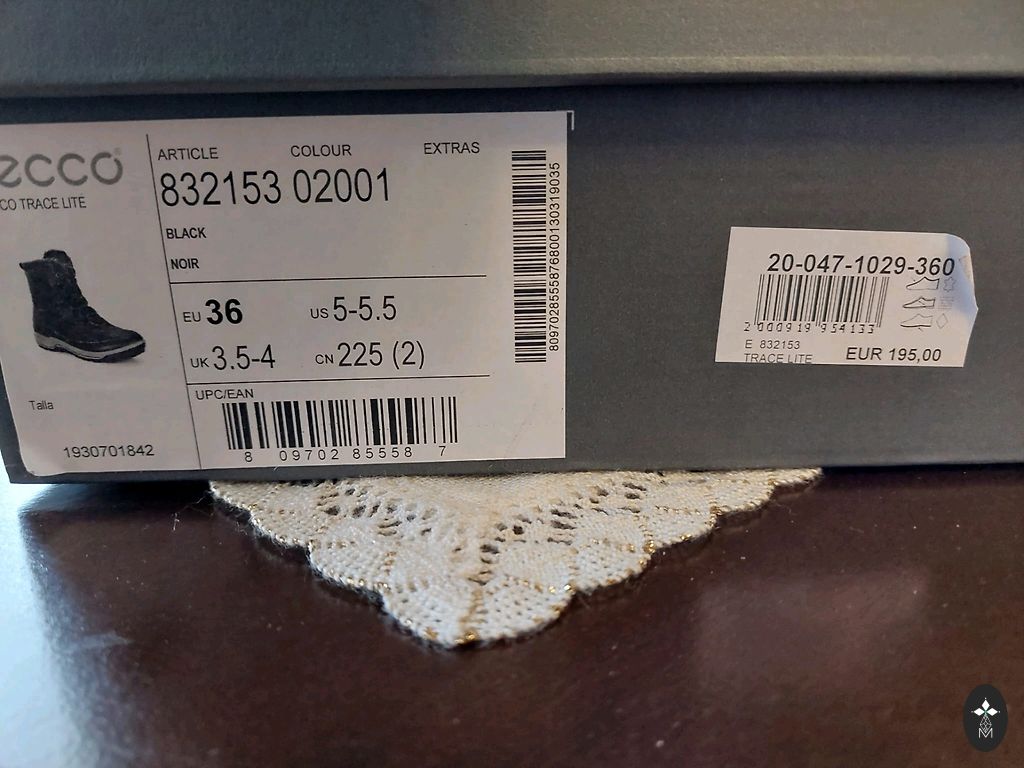 ecco
CO TRACE LITE
ARTICLE COLOUR EXTRAS
832153 02001
BLACK
NOIR
EU 36 US 5-5.5
UK 3.5-4 CN 225 (2)
UPC/EAN
8 09702 85558 7
Talla
1930701842
809702855587680013031 9035
20-047-1029-360
2 000919 954133
E 832153
TRACE LITE EUR 195,00
M